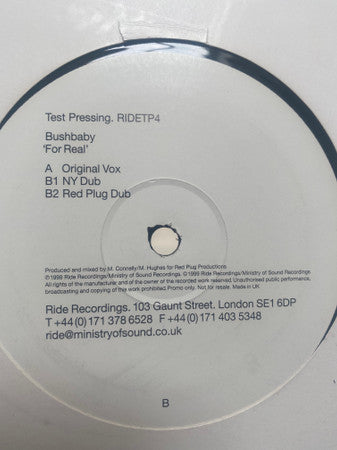 Test Pressing. RIDETP4
Bushbaby
'For Real'
A Original Vox
B1 NY Dub
B2 Red Plug Dub
Produced and mixed by M. Connelly/M. Hughes for Red Plug Productions
©1999 Ride Recordings/Ministry of Sound Recordings. ℗1999 Ride Recordings/Ministry of Sound Recordings
All rights of the manufacturer and of the owner of the recorded work reserved. Unauthorised public performance,
broadcasting and copying of this work prohibited Promo only. Not for resale. Made in UK
Ride Recordings. 103 Gaunt Street. London SE1 6DP
T +44(0)171 378 6528 F +44(0)171 403 5348
ride@ministryofsound.co.uk
B